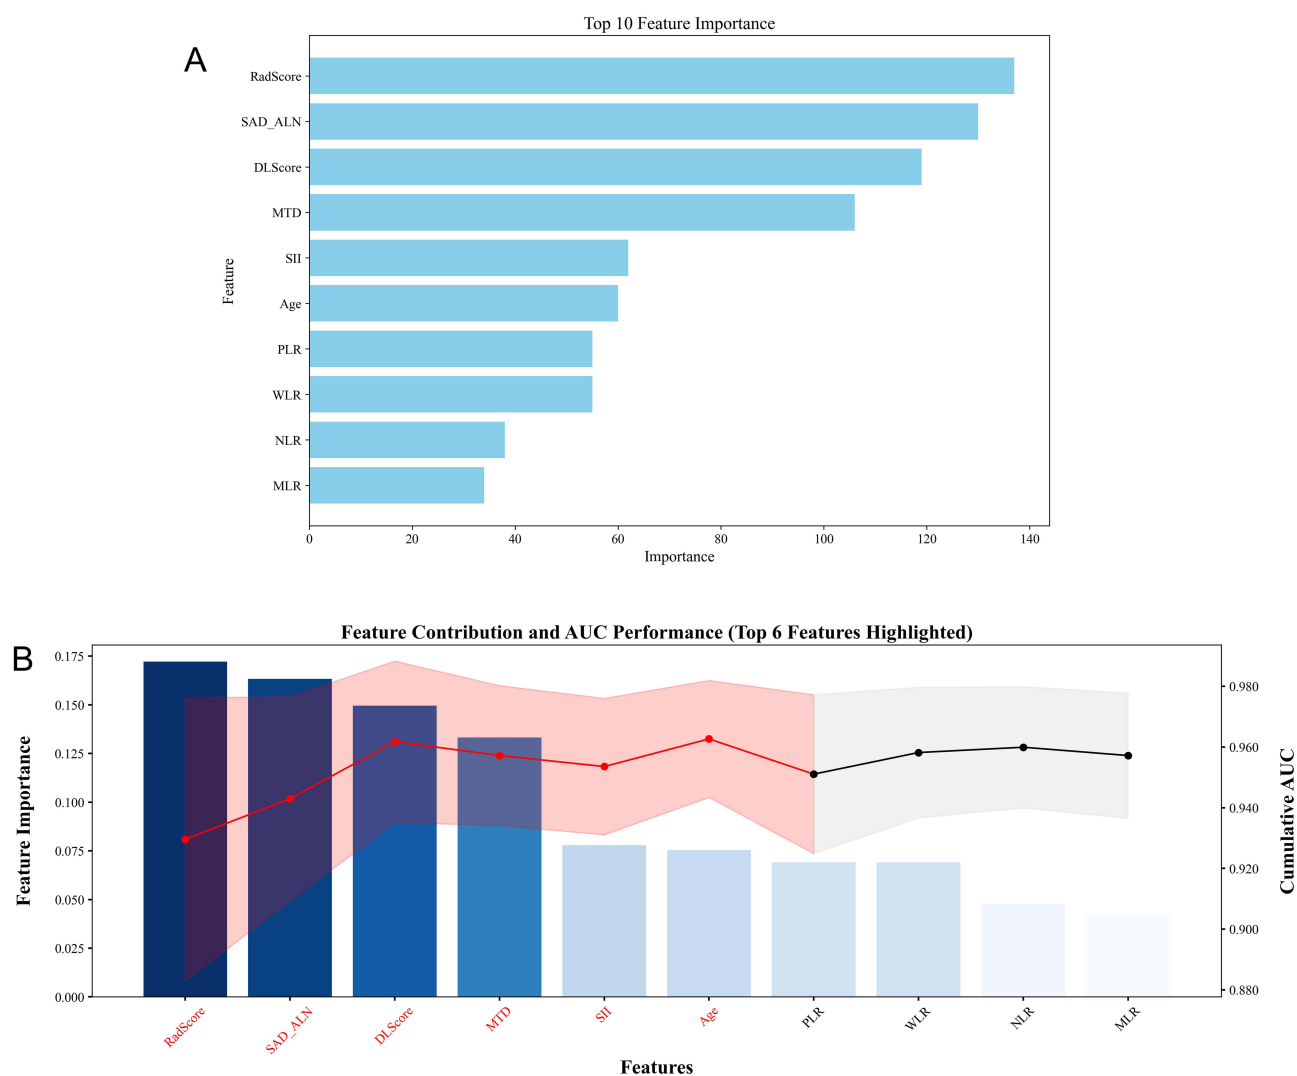 Top 10 Feature Importance
A
RadScore
SAD_ALN
DLScore
MTD
SII
Age
PLR
WLR
NLR
MLR
Feature
0 20 40 60 80 100 120 140
Importance
Feature Contribution and AUC Performance (Top 6 Features Highlighted)
B
0.175
0.150
0.125
0.100
0.075
0.050
0.025
0.000
Feature Importance
0.980
0.960
0.940
0.920
0.900
0.880
Cumulative AUC
RadScore SAD_ALN DLScore MTD SII Age PLR WLR NLR MLR
Features